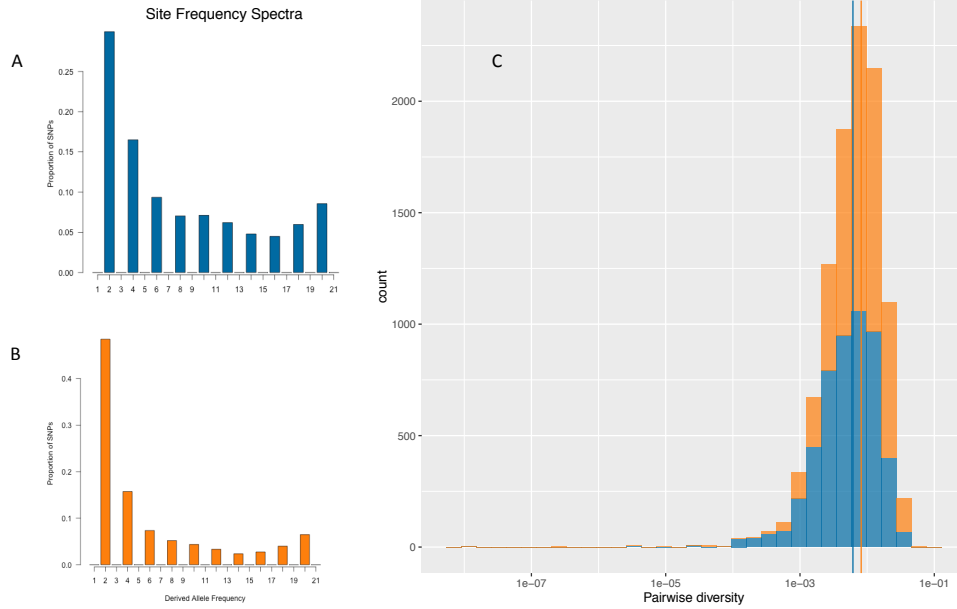 Site Frequency Spectra
A
Proportion of SNPs
0.25
0.20
0.15
0.10
0.05
0.00
1 2 3 4 5 6 7 8 9 11 13 15 17 19 21
B
Proportion of SNPs
0.4
0.3
0.2
0.1
0.0
1 2 3 4 5 6 7 8 9 11 13 15 17 19 21
Derived Allele Frequency
C
count
2000
1500
1000
500
0
1e-07 1e-05 1e-03 1e-01
Pairwise diversity